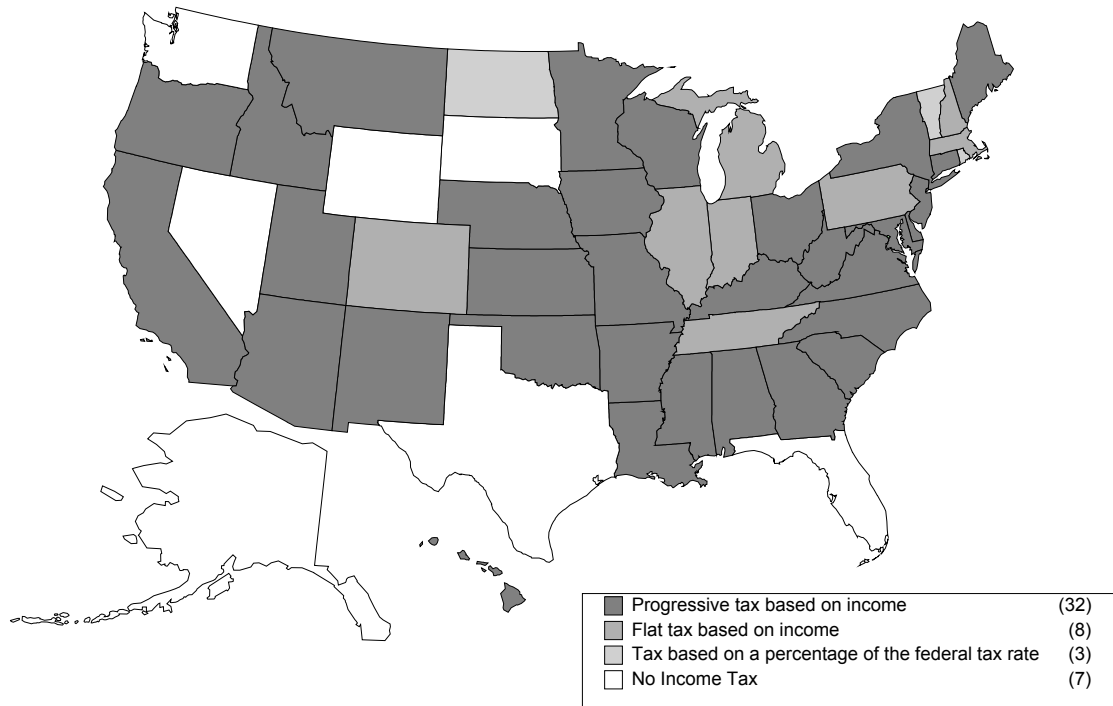 Progressive tax based on income (32)
Flat tax based on income (8)
Tax based on a percentage of the federal tax rate (3)
No Income Tax (7)